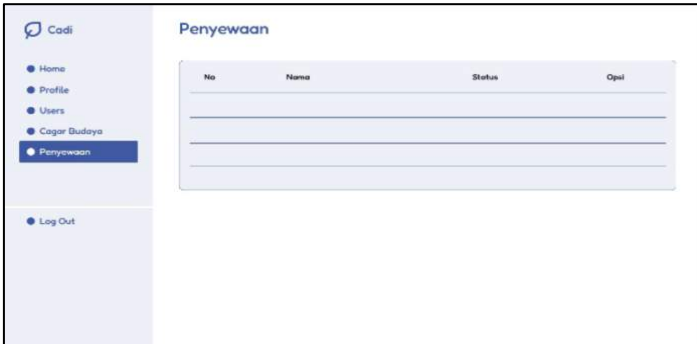 Cadi
Home
Profile
Users
Cagar Budaya
Penyewaan
Log Out
Penyewaan
No Nama Status Opsi